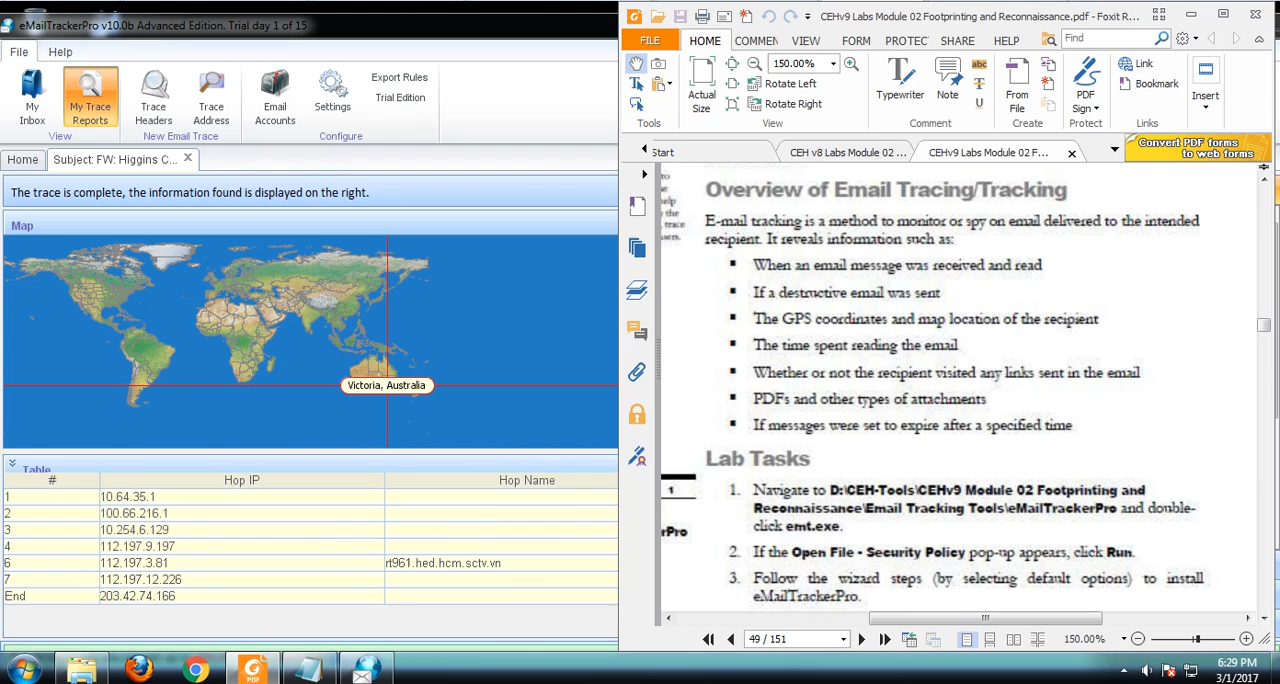 eMailTrackerPro v10.0b Advanced Edition. Trial day 1 of 15
File Help
My Inbox
My Trace Reports
View
Trace Headers
Trace Address
New Email Trace
Email Accounts
Settings
Export Rules
Trial Edition
Configure
Home Subject: FW: Higgins C...
The trace is complete, the information found is displayed on the right.
Map
Victoria, Australia
Table
# Hop IP Hop Name
1 10.64.35.1
2 100.66.216.1
3 10.254.6.129
4 112.197.9.197
6 112.197.3.81 rt961.hed.hcm.sctv.vn
7 112.197.12.226
End 203.42.74.166
CEHv9 Labs Module 02 Footprinting and Reconnaissance.pdf - Foxit R...
FILE HOME COMMEN VIEW FORM PROTEC SHARE HELP Find
Actual Size
Tools
150.00%
Rotate Left
Rotate Right
View
Typewriter
Note
Comment
From File
Create
PDF Sign
Protect
Link
Bookmark
Links
Insert
Start CEH v8 Labs Module 02 ... CEHv9 Labs Module 02 F...
Convert PDF forms
to web forms
to
help
the
trace
users.
Overview of Email Tracing/Tracking
E-mail tracking is a method to monitor or spy on email delivered to the intended
recipient. It reveals information such as:
▪ When an email message was received and read
▪ If a destructive email was sent
▪ The GPS coordinates and map location of the recipient
▪ The time spent reading the email
▪ Whether or not the recipient visited any links sent in the email
▪ PDFs and other types of attachments
▪ If messages were set to expire after a specified time
Lab Tasks
1
rPro
1. Navigate to D:\CEH-Tools\CEHv9 Module 02 Footprinting and
Reconnaissance\Email Tracking Tools\eMailTrackerPro and double-
click emt.exe.
2. If the Open File - Security Policy pop-up appears, click Run.
3. Follow the wizard steps (by selecting default options) to install
eMailTrackerPro.
49 / 151 150.00%
PDF
6:29 PM
3/1/2017